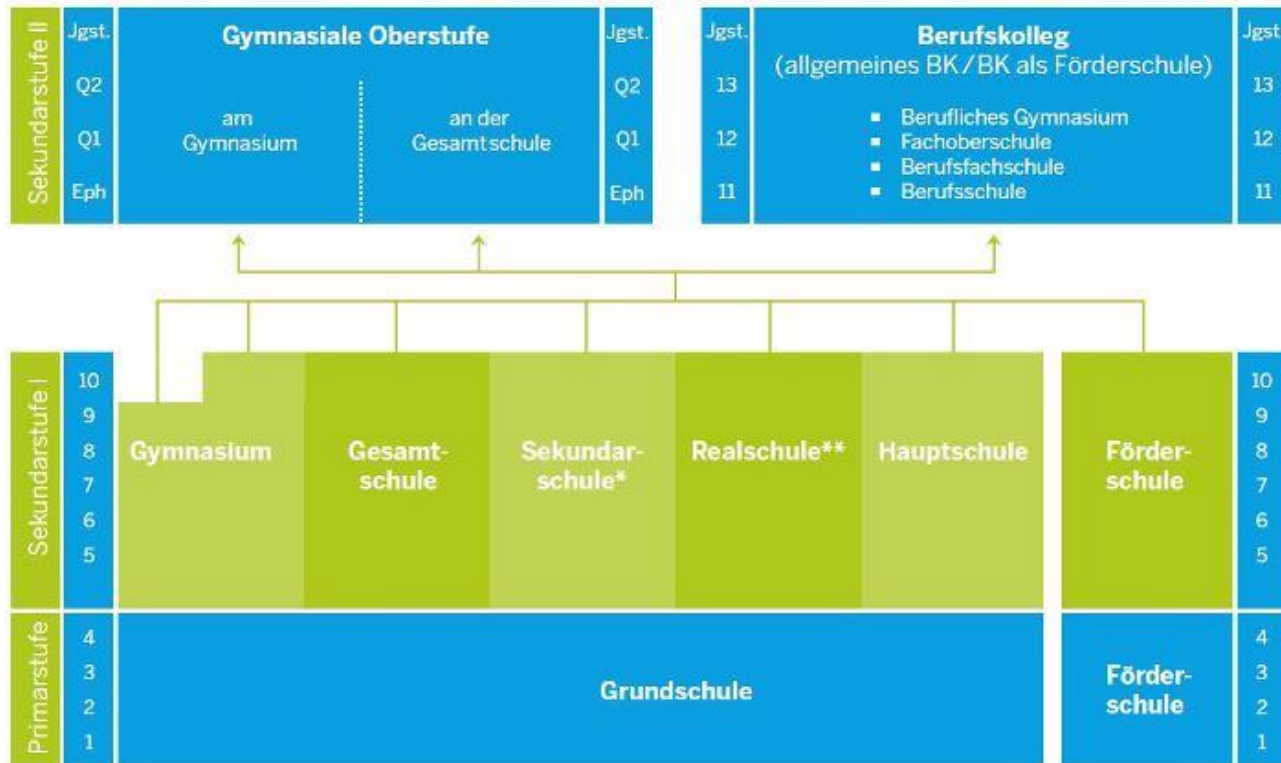 Sekundarstufe II
Jgst.
Q2
Q1
Eph
Gymnasiale Oberstufe
am
Gymnasium
an der
Gesamtschule
Jgst.
Q2
Q1
Eph
Jgst.
13
12
11
Berufskolleg
(allgemeines BK/BK als Förderschule)
▪ Berufliches Gymnasium
▪ Fachoberschule
▪ Berufsfachschule
▪ Berufsschule
Jgst.
13
12
11
Sekundarstufe I
10
9
8
7
6
5
Gymnasium
Gesamt-
schule
Sekundar-
schule*
Realschule**
Hauptschule
Förder-
schule
10
9
8
7
6
5
Primarstufe
4
3
2
1
Grundschule
Förder-
schule
4
3
2
1